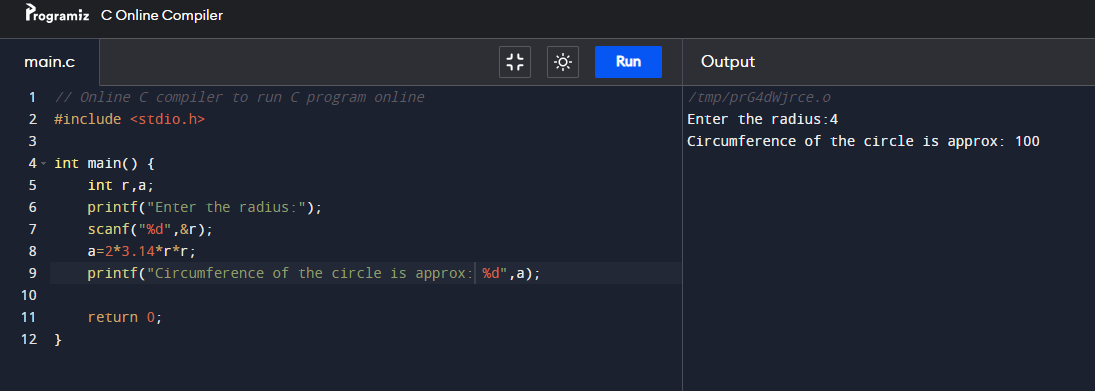 Programiz C Online Compiler
main.c Run Output
1 // Online C compiler to run C program online
2 #include <stdio.h>
3
4 int main() {
5 int r,a;
6 printf("Enter the radius:");
7 scanf("%d",&r);
8 a=2*3.14*r*r;
9 printf("Circumference of the circle is approx: %d",a);
10
11 return 0;
12 }
/tmp/prG4dWjrce.o
Enter the radius:4
Circumference of the circle is approx: 100